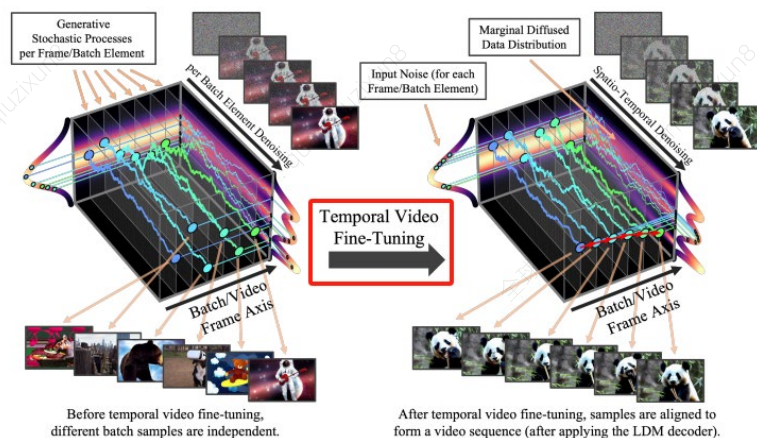 Generative
Stochastic Processes
per Frame/Batch Element
per Batch Element Denoising
Batch/Video
Frame Axis
Before temporal video fine-tuning,
different batch samples are independent.
Temporal Video
Fine-Tuning
Marginal Diffused
Data Distribution
Input Noise (for each
Frame/Batch Element)
Spatio-Temporal Denoising
Batch/Video
Frame Axis
After temporal video fine-tuning, samples are aligned to
form a video sequence (after applying the LDM decoder).